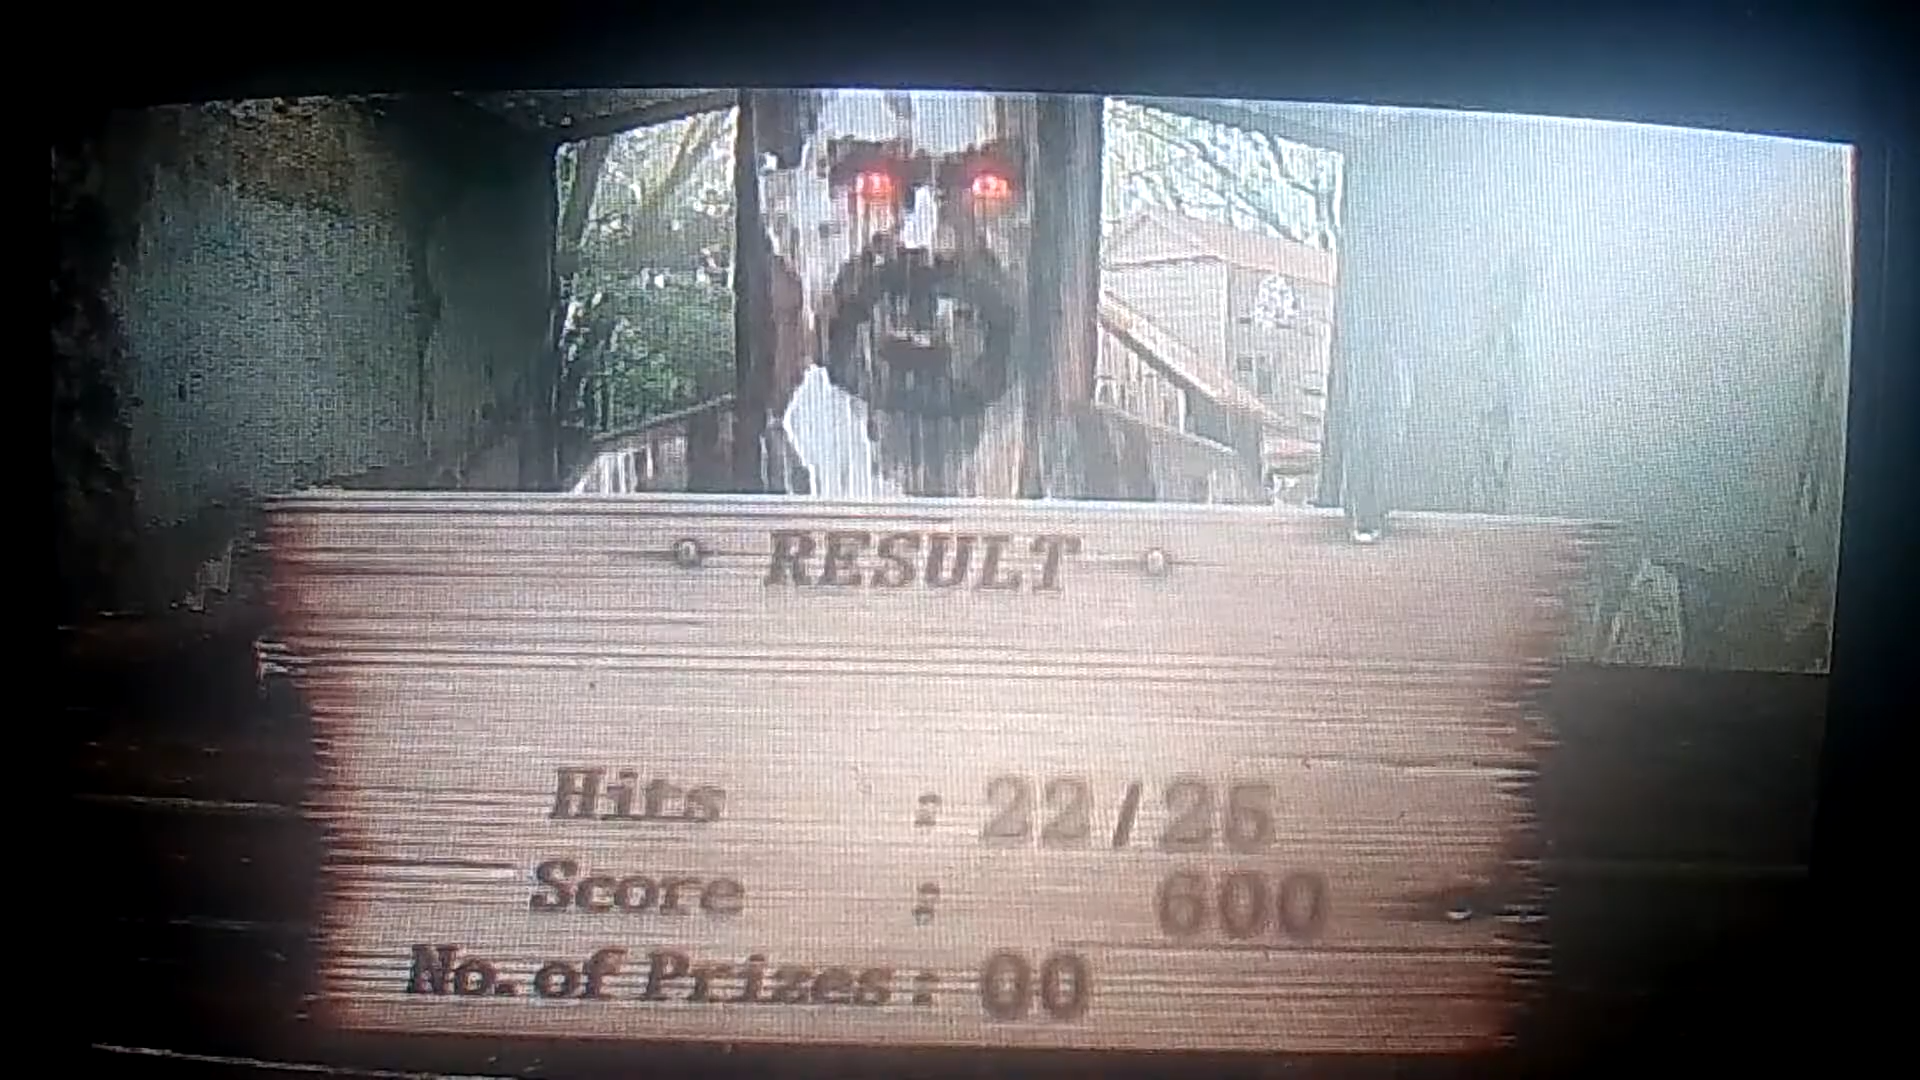 RESULT
Hits : 22/25
Score : 600
No. of Prizes: 00